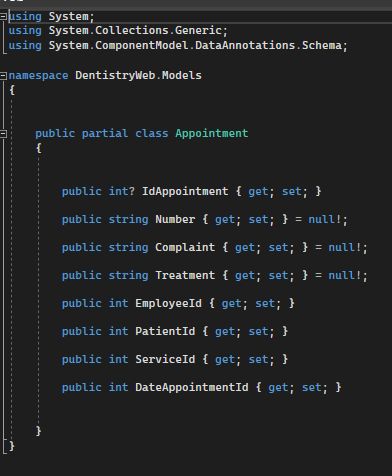 using System;
using System.Collections.Generic;
using System.ComponentModel.DataAnnotations.Schema;
namespace DentistryWeb.Models
{
public partial class Appointment
{
public int? IdAppointment { get; set; }
public string Number { get; set; } = null!;
public string Complaint { get; set; } = null!;
public string Treatment { get; set; } = null!;
public int EmployeeId { get; set; }
public int PatientId { get; set; }
public int ServiceId { get; set; }
public int DateAppointmentId { get; set; }
}
}